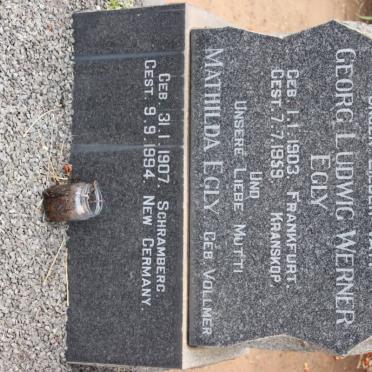 GEORG LUDWIG WERNER
EGLY
GEB. 1.1.1903. FRANKFURT.
GEST. 7.7.1959. KRANSKOP.
UND
UNSERE LIEBE MUTTI
MATHILDA EGLY GEB. VOLLMER
GEB. 31.1.1907. SCHRAMBERG.
GEST. 9.9.1994. NEW GERMANY.